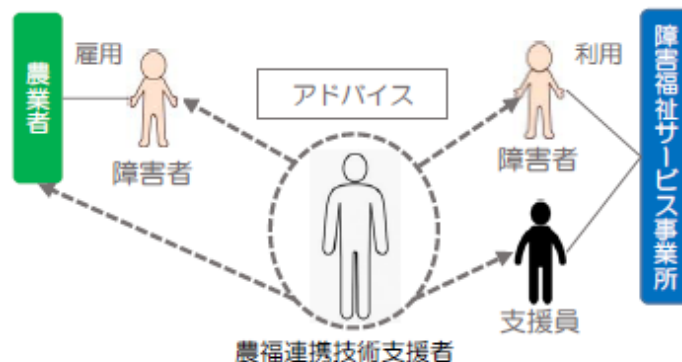 農業者
雇用
障害者
アドバイス
利用
障害者
障害福祉サービス事業所
支援員
農福連携技術支援者